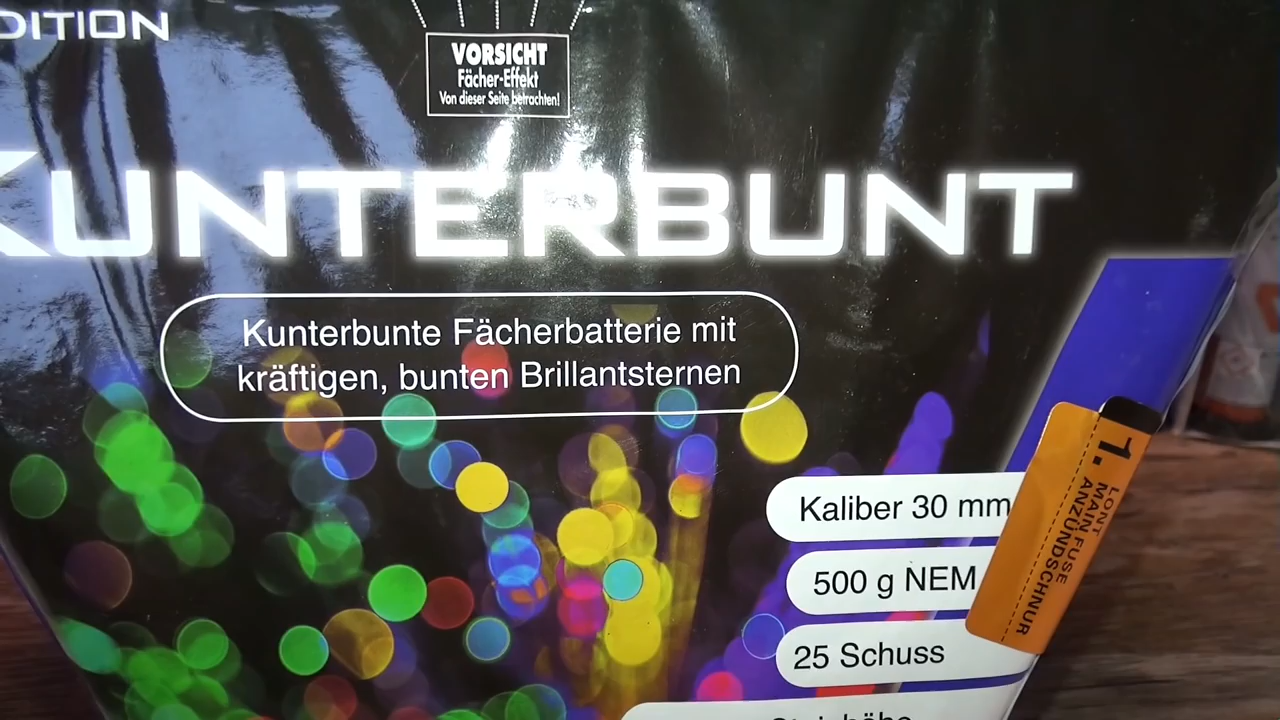 DITION
VORSICHT
Fächer-Effekt
Von dieser Seite betrachten!
KUNTERBUNT
Kunterbunte Fächerbatterie mit
kräftigen, bunten Brillantsternen
Kaliber 30 mm
500 g NEM
25 Schuss
1.
LONT
MAIN FUSE
ANZÜNDSCHNUR